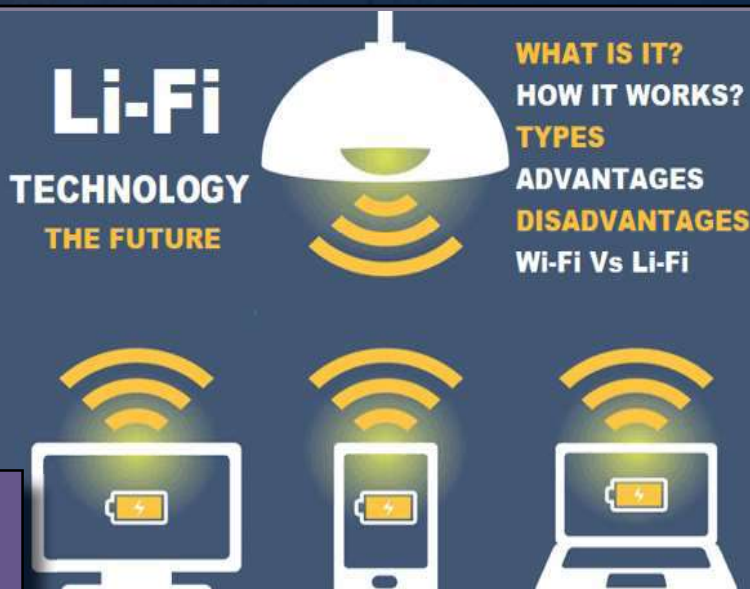 Li-Fi
TECHNOLOGY
THE FUTURE
WHAT IS IT?
HOW IT WORKS?
TYPES
ADVANTAGES
DISADVANTAGES
Wi-Fi Vs Li-Fi